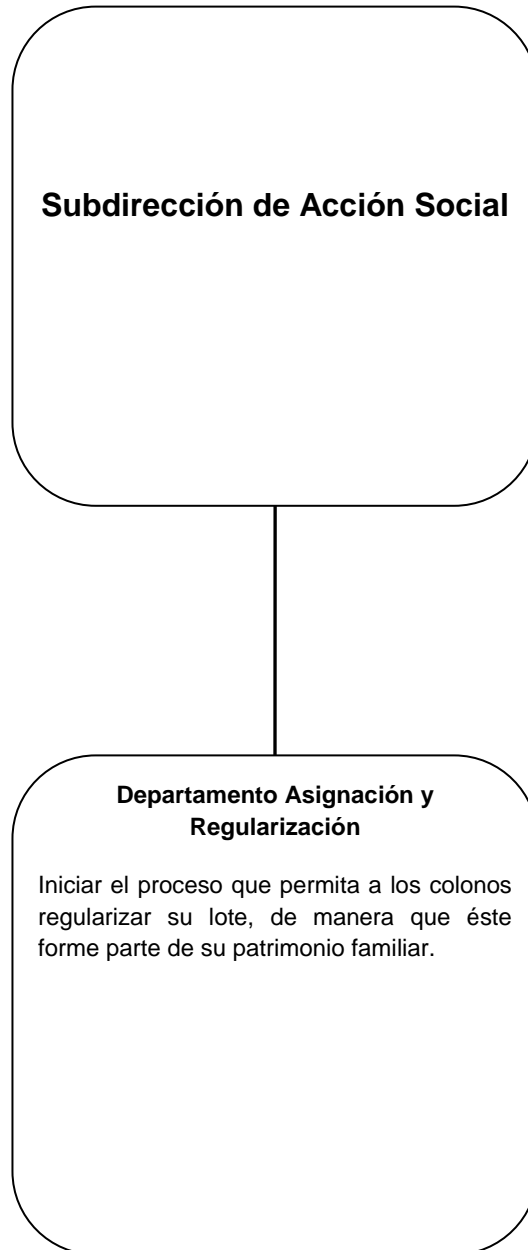 Subdirección de Acción Social
Departamento Asignación y
Regularización
Iniciar el proceso que permita a los colonos
regularizar su lote, de manera que éste
forme parte de su patrimonio familiar.